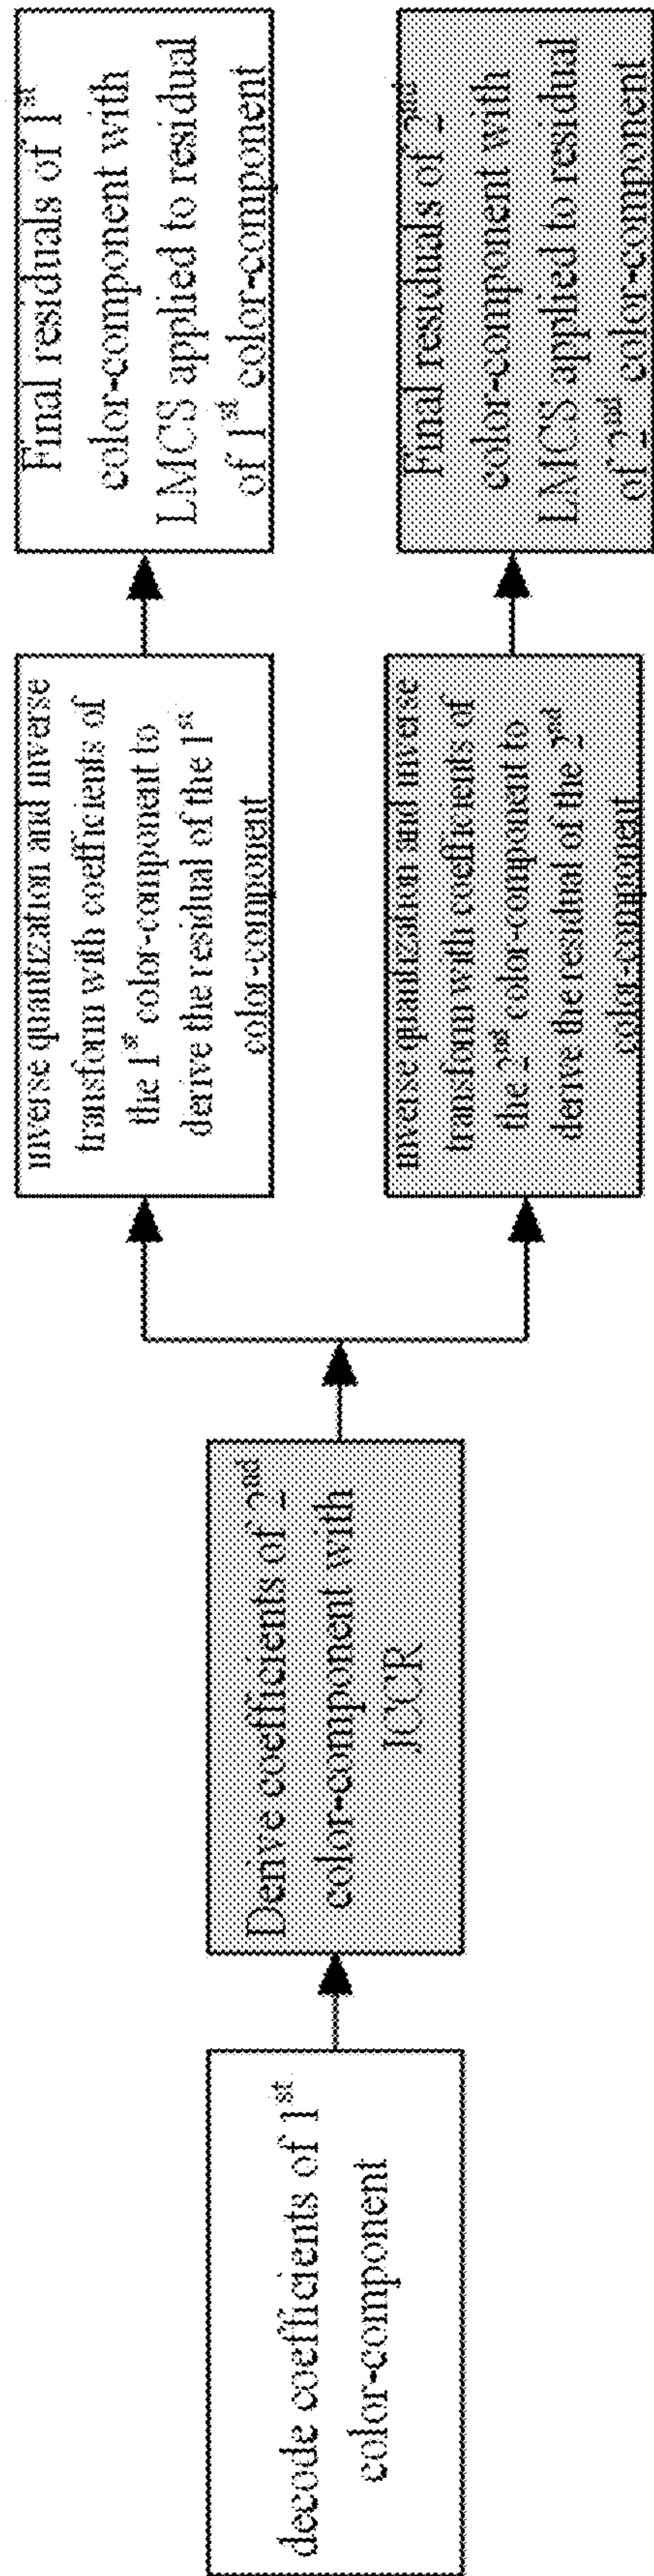 decode coefficients of 1st
color-component
Derive coefficients of 2nd
color-component with
JCCR
inverse quantization and inverse
transform with coefficients of
the 1st color-component to
derive the residual of the 1st
color-component
Final residuals of 1st
color-component with
LMCS applied to residual
of 1st color-component
inverse quantization and inverse
transform with coefficients of
the 2nd color-component to
derive the residual of the 2nd
color-component
Final residuals of 2nd
color-component with
LMCS applied to residual
of 2nd color-component